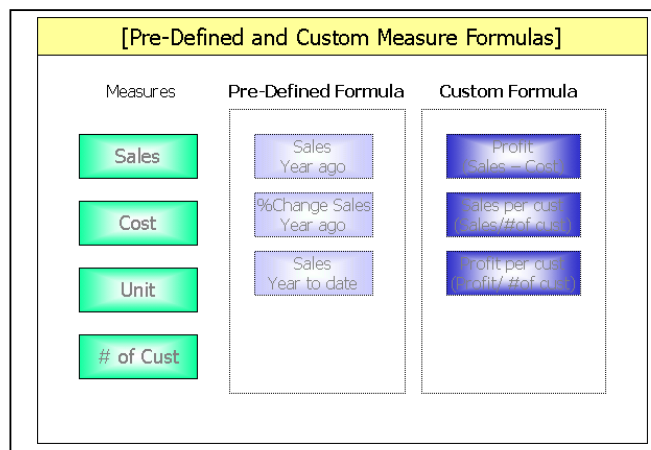 [Pre-Defined and Custom Measure Formulas]
Measures
Pre-Defined Formula
Custom Formula
Sales
Cost
Unit
# of Cust
Sales
Year ago
%Change Sales
Year ago
Sales
Year to date
Profit
(Sales – Cost)
Sales per cust
(Sales/#of cust)
Profit per cust
(Profit/ #of cust)